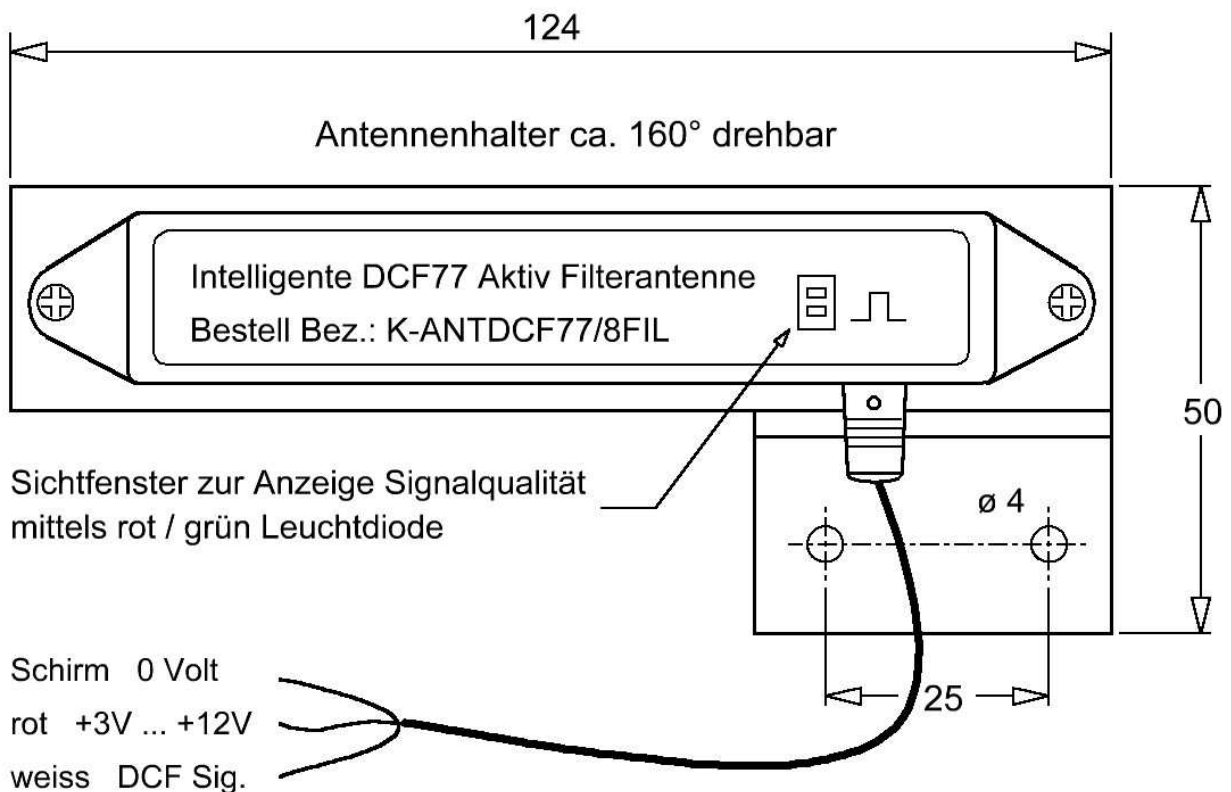 124
Antennenhalter ca. 160° drehbar
Intelligente DCF77 Aktiv Filterantenne
Bestell Bez.: K-ANTDCF77/8FIL
50
Sichtfenster zur Anzeige Signalqualität
mittels rot / grün Leuchtdiode
ø 4
25
Schirm 0 Volt
rot +3V ... +12V
weiss DCF Sig.